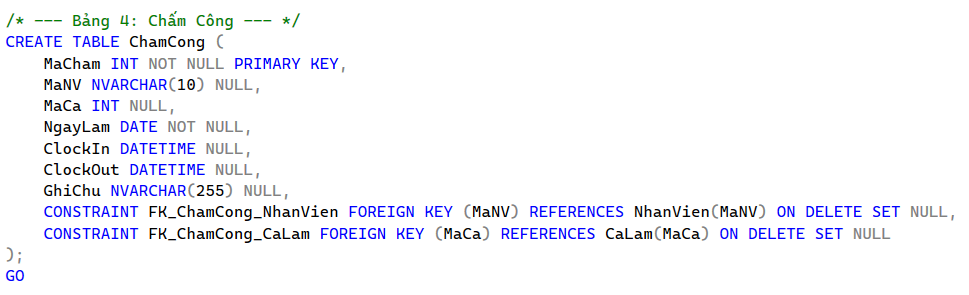 /* --- Bảng 4: Chấm Công --- */
CREATE TABLE ChamCong (
    MaCham INT NOT NULL PRIMARY KEY,
    MaNV NVARCHAR(10) NULL,
    MaCa INT NULL,
    NgayLam DATE NOT NULL,
    ClockIn DATETIME NULL,
    ClockOut DATETIME NULL,
    GhiChu NVARCHAR(255) NULL,
    CONSTRAINT FK_ChamCong_NhanVien FOREIGN KEY (MaNV) REFERENCES NhanVien(MaNV) ON DELETE SET NULL,
    CONSTRAINT FK_ChamCong_CaLam FOREIGN KEY (MaCa) REFERENCES CaLam(MaCa) ON DELETE SET NULL
);
GO